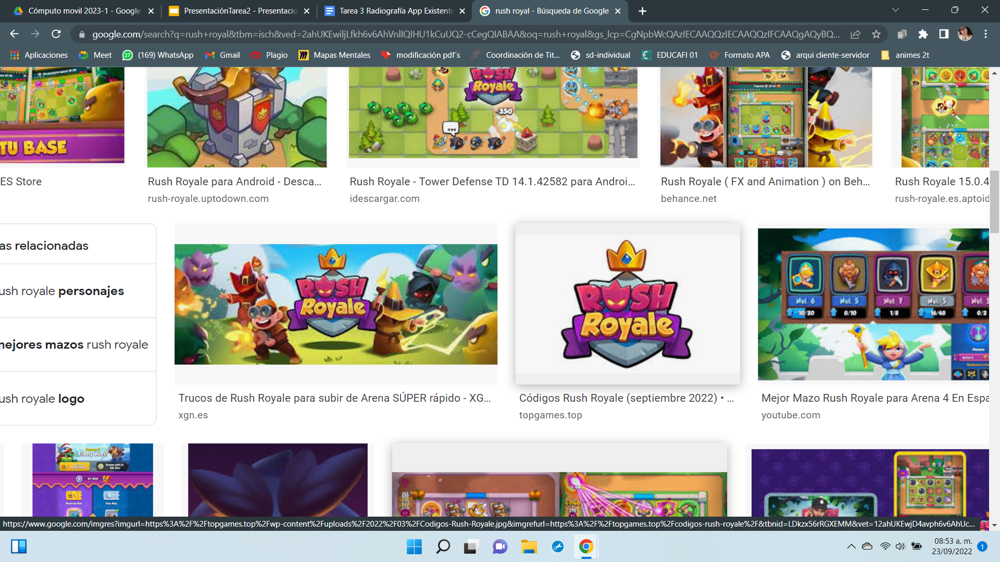 Cómputo movil 2023-1 - Google
PresentaciónTarea2 - Presentacio
Tarea 3 Radiografía App Existente
rush royal - Búsqueda de Google
google.com/search?q=rush+royal&tbm=isch&ved=2ahUKEwiljLfkh6v6AhVnlIQIHU1kCuUQ2-cCegQIABAA&oq=rush+royal&gs_lcp=CgNpbWcQAzIECAAQQzIECAAQQzIFCAAQgAQyBQ...
Aplicaciones
Meet
27
(169) WhatsApp
Gmail
Plagio
Mapas Mentales
modificación pdf´s
Coordinación de Tit...
sd-individual
EDUCAFI 01
Formato APA
arqui cliente-servidor
animes 2t
TU BASE
RUSH
Royale
-350
ES Store
Rush Royale para Android - Desca...
Rush Royale - Tower Defense TD 14.1.42582 para Androi...
Rush Royale ( FX and Animation ) on Beh...
Rush Royale 15.0.4
rush-royale.uptodown.com
idescargar.com
behance.net
rush-royale.es.aptoid
as relacionadas
ush royale personajes
mejores mazos rush royale
ush royale logo
RUSH
Royale
RUSH
Royale
Nvl. 6
Nvl. 5
Nvl. 7
Nvl. 5
Nvl. 5
10/20
0/10
1/8
16/40
0/2
Trucos de Rush Royale para subir de Arena SÚPER rápido - XG...
xgn.es
Códigos Rush Royale (septiembre 2022) • ...
topgames.top
Mejor Mazo Rush Royale para Arena 4 En Espa
youtube.com
Frosty Hunt!
Premium Pass
Free Pass
https://www.google.com/imgres?imgurl=https%3A%2F%2Ftopgames.top%2Fwp-content%2Fuploads%2F2022%2F03%2FCodigos-Rush-Royale.jpg&imgrefurl=https%3A%2F%2Ftopgames.top%2Fcodigos-rush-royale%2F&tbnid=LDkzx56rRGXEMM&vet=12ahUKEwjD4avph6v6AhUc...
08:53 a. m.
23/09/2022
1